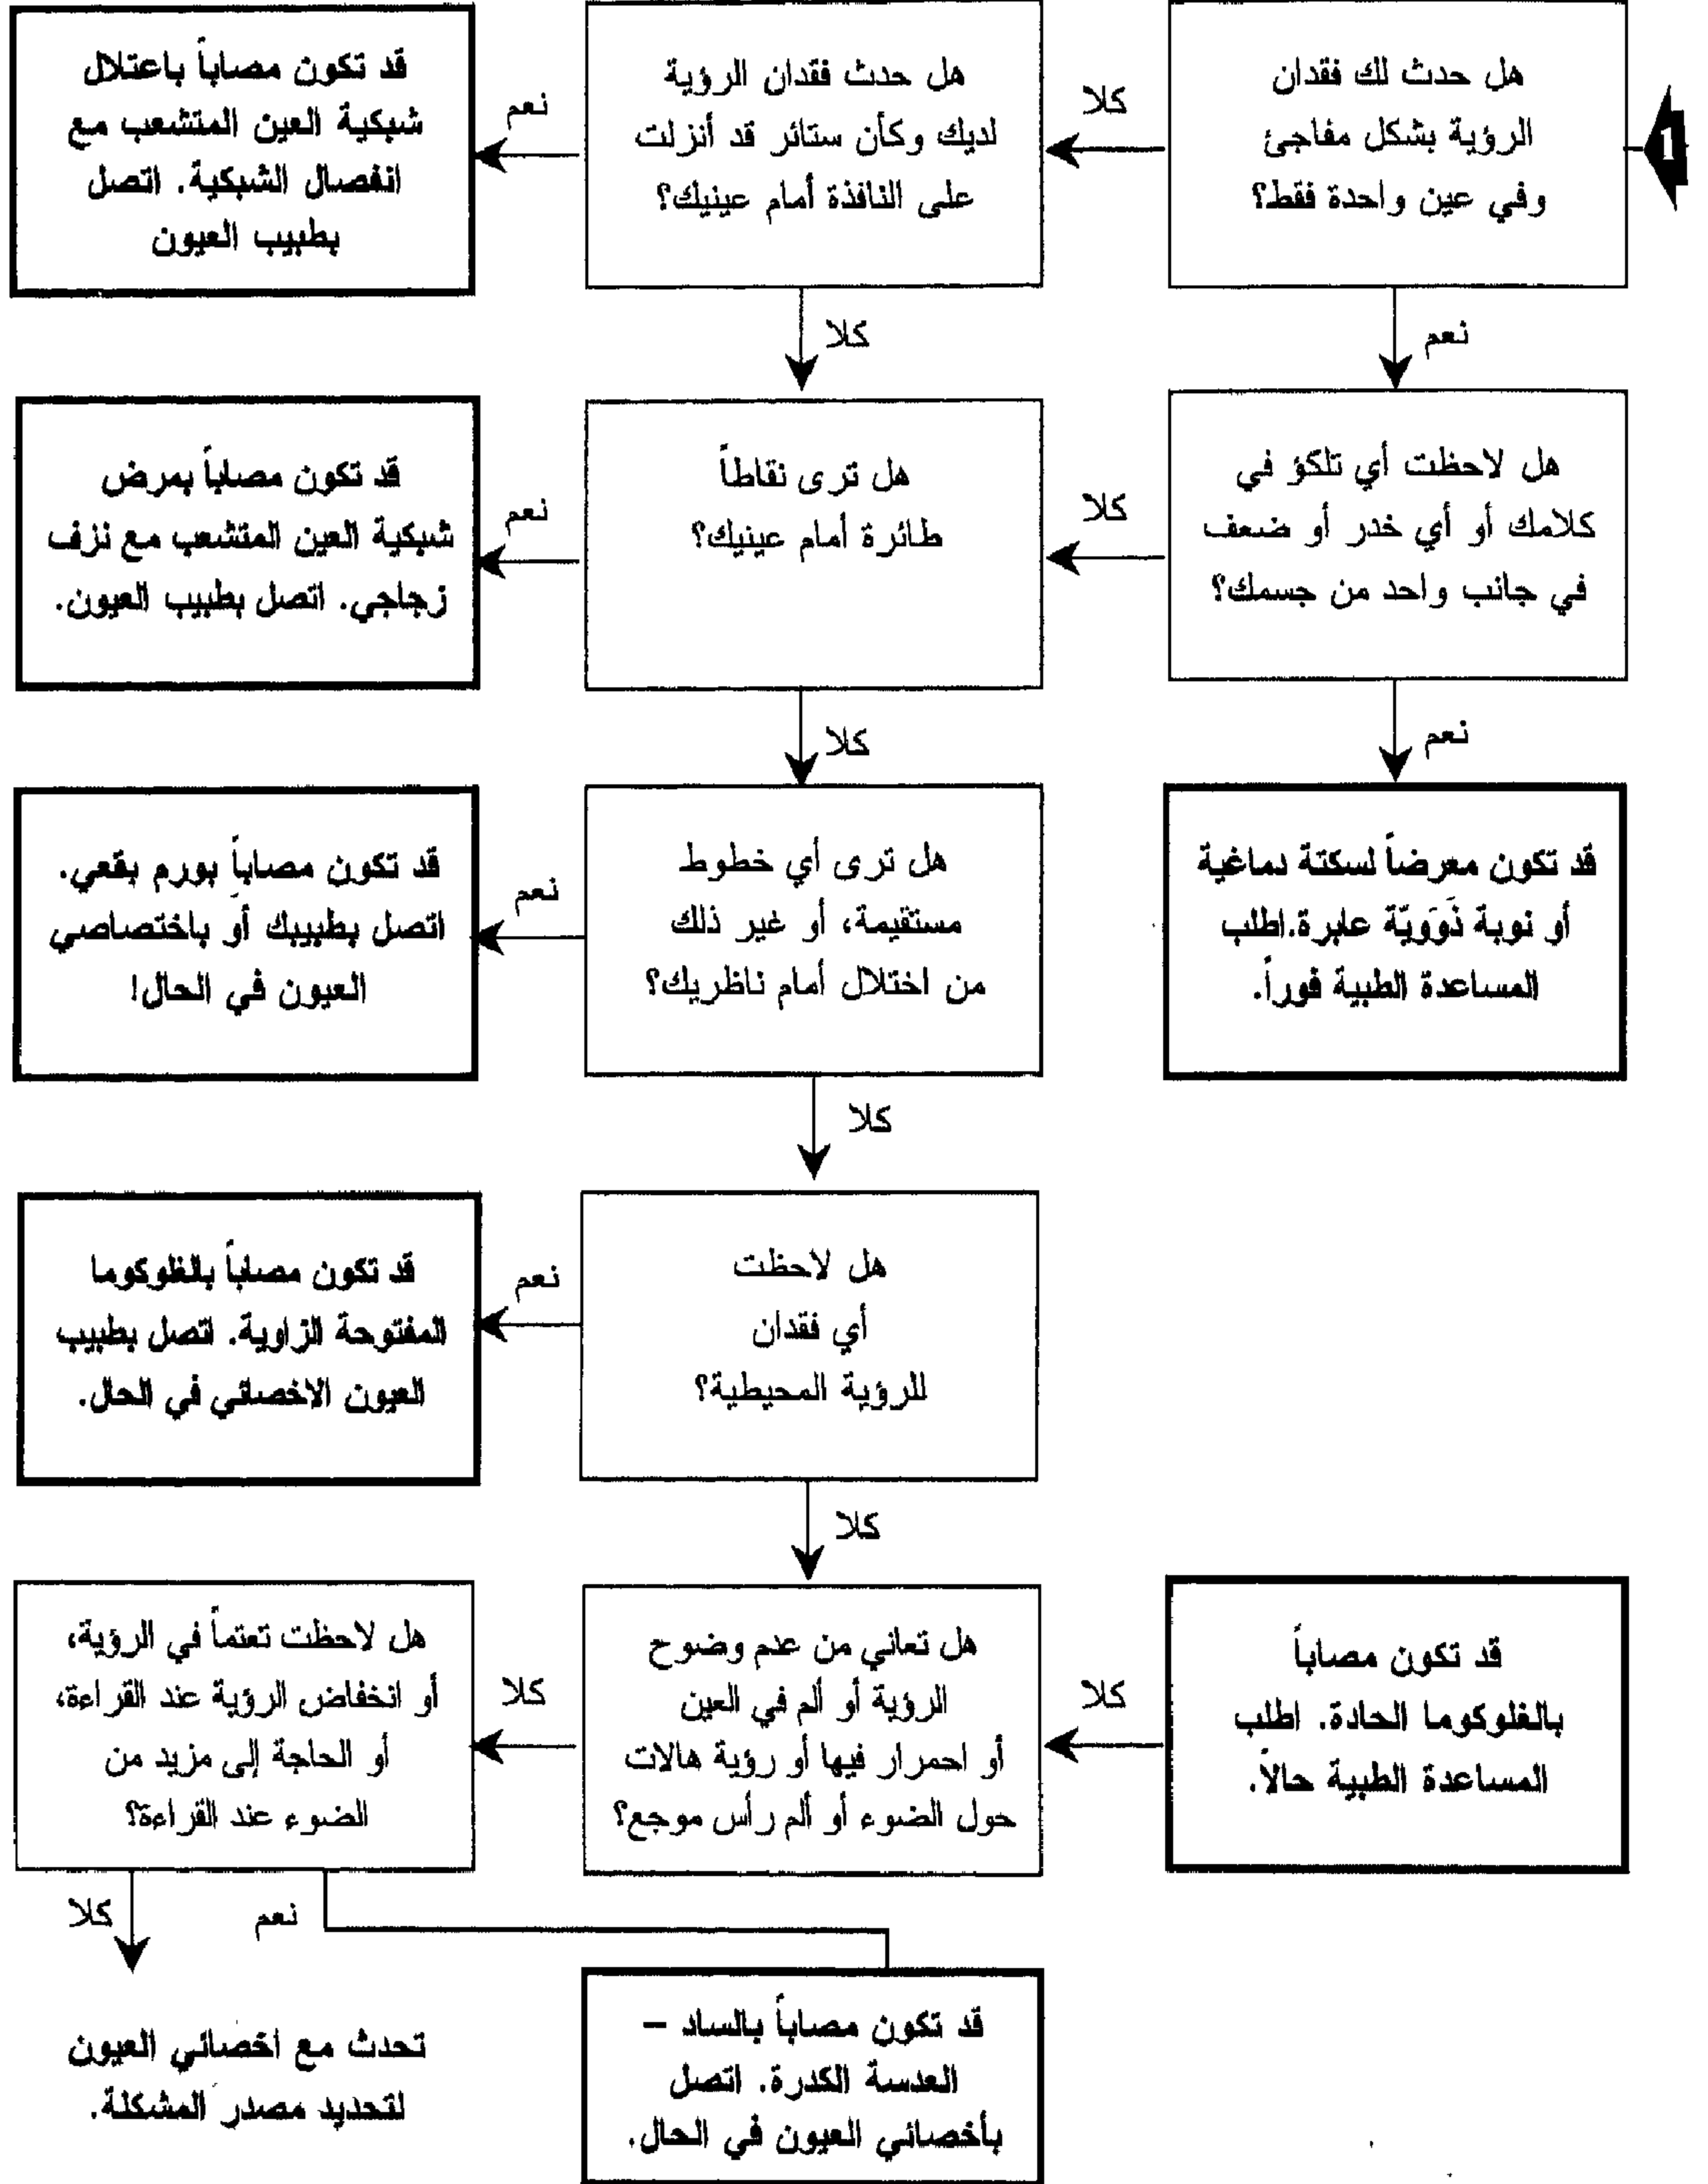 1
هل حدث لك فقدان
الرؤية بشكل مفاجئ
وفي عين واحدة فقط؟
كلا
هل حدث فقدان الرؤية
لديك وكأن ستائر قد أنزلت
على النافذة أمام عينيك؟
نعم
قد تكون مصاباً باعتلال
شبكية العين المتشعب مع
انفصال الشبكية. اتصل
بطبيب العيون
نعم
كلا
هل لاحظت أي تلكؤ في
كلامك أو أي خدر أو ضعف
في جانب واحد من جسمك؟
كلا
هل ترى نقاطاً
طائرة أمام عينيك؟
نعم
قد تكون مصاباً بمرض
شبكية العين المتشعب مع نزف
زجاجي. اتصل بطبيب العيون.
نعم
كلا
قد تكون معرضاً لسكتة دماغية
أو نوبة نَوَويّة عابرة.اطلب
المساعدة الطبية فوراً.
هل ترى أي خطوط
مستقيمة، أو غير ذلك
من اختلال أمام ناظريك؟
نعم
قد تكون مصاباً بورم بقعي.
اتصل بطبيبك أو باختصاصي
العيون في الحال!
كلا
هل لاحظت
أي فقدان
للرؤية المحيطية؟
نعم
قد تكون مصاباً بالغلوكوما
المفتوحة الزاوية. اتصل بطبيب
العيون الاخصائي في الحال.
كلا
قد تكون مصاباً
بالغلوكوما الحادة. اطلب
المساعدة الطبية حالاً.
كلا
هل تعاني من عدم وضوح
الرؤية أو ألم في العين
أو احمرار فيها أو رؤية هالات
حول الضوء أو ألم رأس موجع؟
كلا
هل لاحظت تعتماً في الرؤية،
أو انخفاض الرؤية عند القراءة،
أو الحاجة إلى مزيد من
الضوء عند القراءة؟
نعم
كلا
قد تكون مصاباً بالساد –
العدسة الكدرة. اتصل
بأخصائي العيون في الحال.
تحدث مع اخصائي العيون
لتحديد مصدر المشكلة.